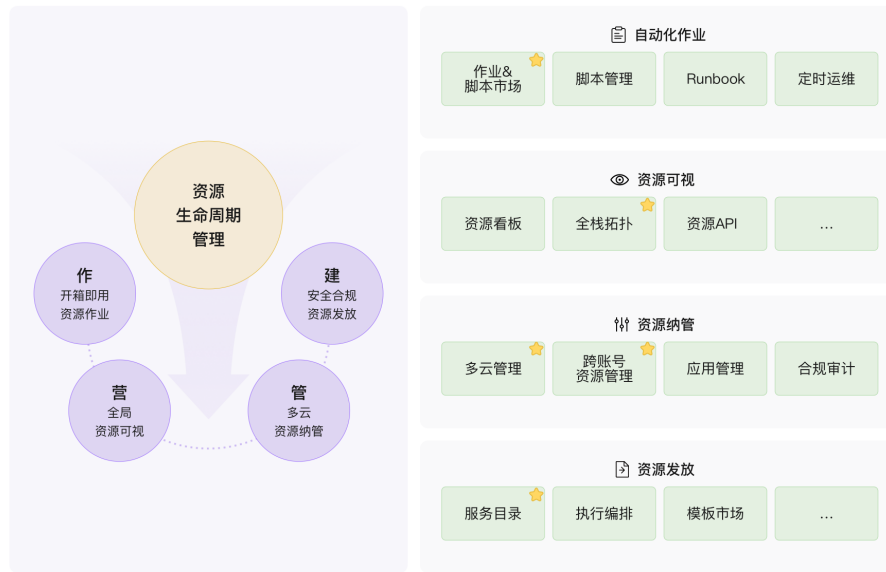 资源
生命周期
管理
作
开箱即用
资源作业
建
安全合规
资源发放
营
全局
资源可视
管
多云
资源纳管
自动化作业
作业&
脚本市场
脚本管理
Runbook
定时运维
资源可视
资源看板
全栈拓扑
资源API
...
资源纳管
多云管理
跨账号
资源管理
应用管理
合规审计
资源发放
服务目录
执行编排
模板市场
...